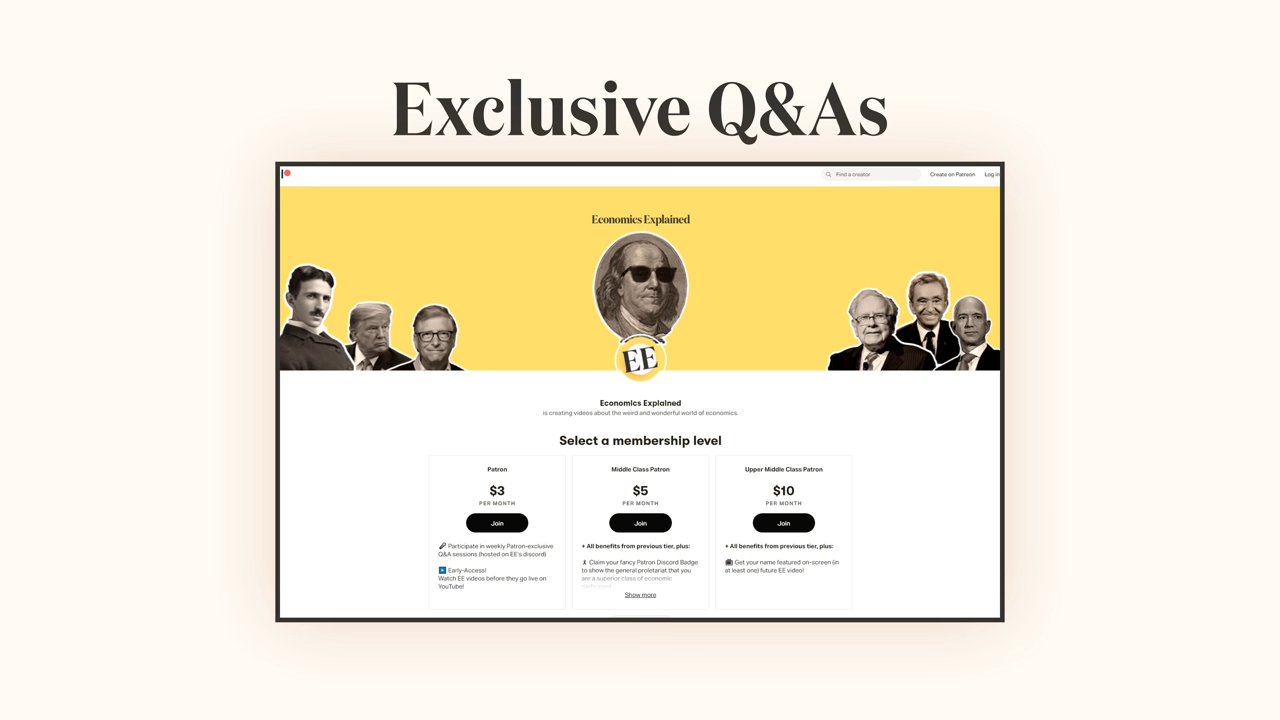 Exclusive Q&As
Find a creator
Create on Patreon
Log in
Economics Explained
EE
Economics Explained
is creating videos about the weird and wonderful world of economics.
Select a membership level
Patron
$3
PER MONTH
Join
Participate in weekly Patron-exclusive
Q&A sessions (hosted on EE's discord)
Early-Access!
Watch EE videos before they go live on
YouTube!
Middle Class Patron
$5
PER MONTH
Join
+ All benefits from previous tier, plus:
Claim your fancy Patron Discord Badge
to show the general proletariat that you
are a superior class of economic
Show more
Upper Middle Class Patron
$10
PER MONTH
Join
+ All benefits from previous tier, plus:
Get your name featured on-screen (in
at least one) future EE video!